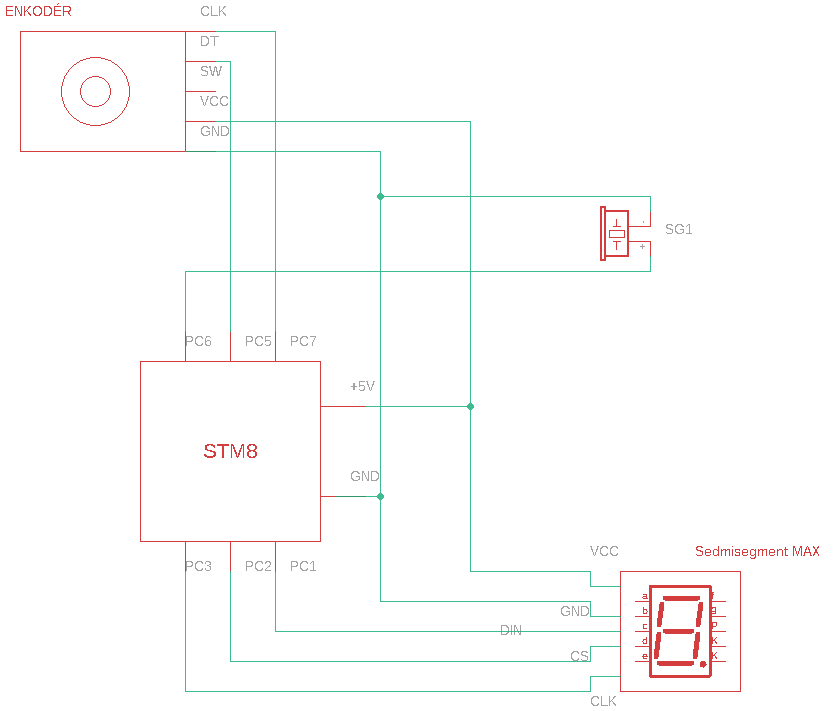 ENKODÉR
CLK
DT
SW
VCC
GND
- SG1
+
PC6 PC5 PC7
+5V
STM8
GND
PC3 PC2 PC1
VCC
Sedmisegment MAX
GND
DIN
CS
CLK
a f
b g
c P
d K
e K